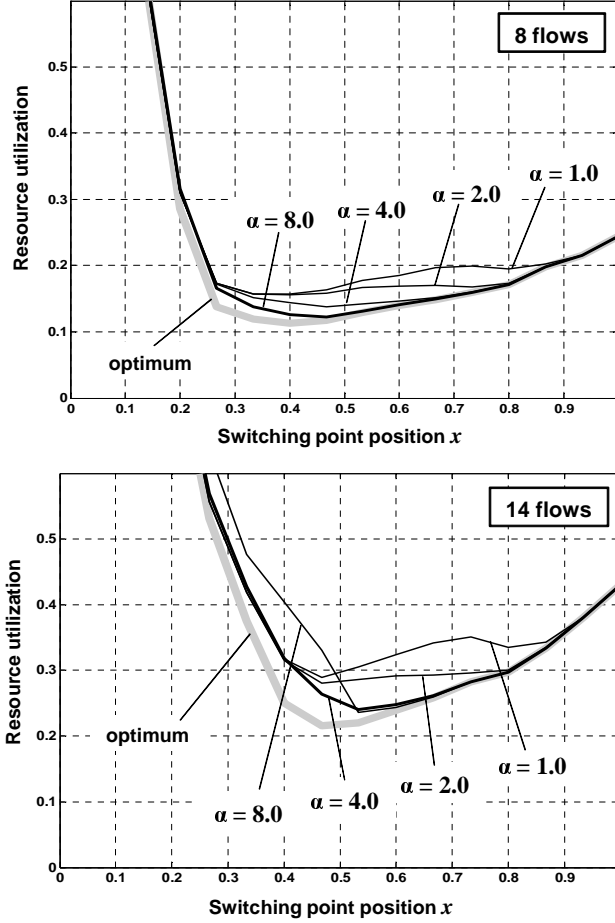 8 flows
0.5
0.4
0.3
0.2
0.1
0
Resource utilization
α = 8.0
α = 4.0
α = 2.0
α = 1.0
optimum
0 0.1 0.2 0.3 0.4 0.5 0.6 0.7 0.8 0.9
Switching point position x
14 flows
0.5
0.4
0.3
0.2
0.1
0
Resource utilization
optimum
α = 8.0
α = 4.0
α = 2.0
α = 1.0
0 0.1 0.2 0.3 0.4 0.5 0.6 0.7 0.8 0.9
Switching point position x